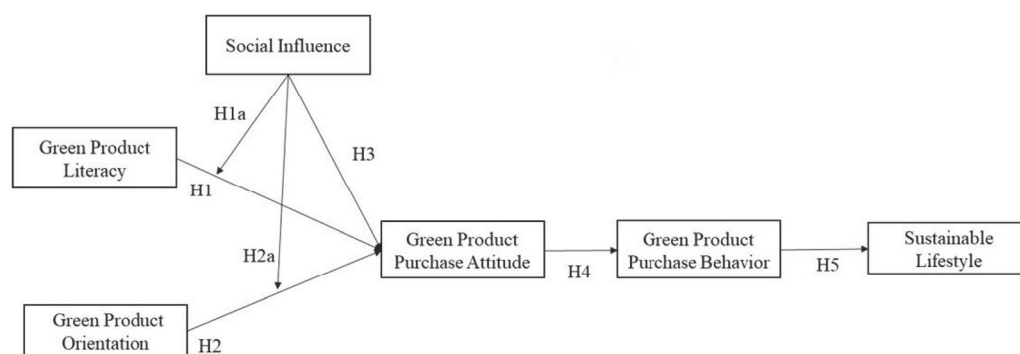 Social Influence
H1a
Green Product
Literacy
H3
H1
H2a
Green Product
Purchase Attitude
H4
Green Product
Purchase Behavior
H5
Sustainable
Lifestyle
Green Product
Orientation
H2